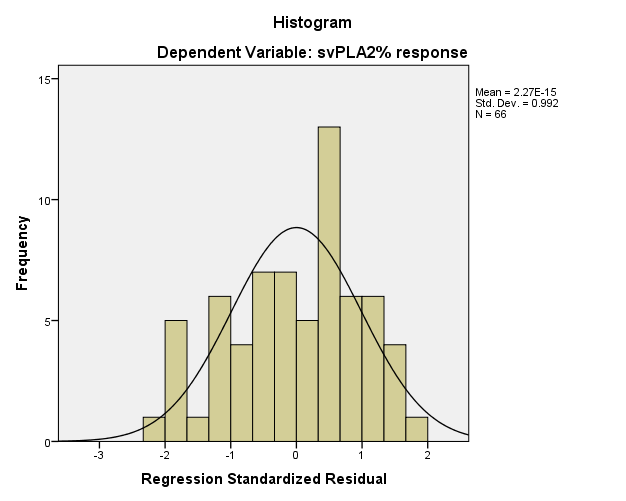 Histogram
Dependent Variable: svPLA2% response
Mean = 2.27E-15
Std. Dev. = 0.992
N = 66
Frequency
15
10
5
0
-3 -2 -1 0 1 2
Regression Standardized Residual